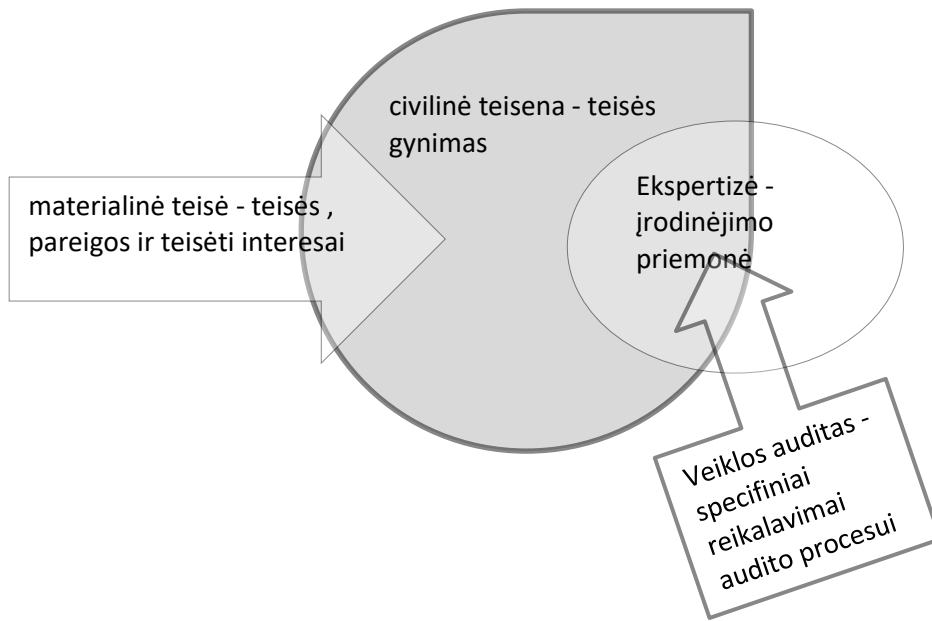 civilinė teisena - teisės
gynimas
materialinė teisė - teisės ,
pareigos ir teisėti interesai
Ekspertizė -
įrodinėjimo
priemonė
Veiklos auditas -
specifiniai
reikalavimai
audito procesui